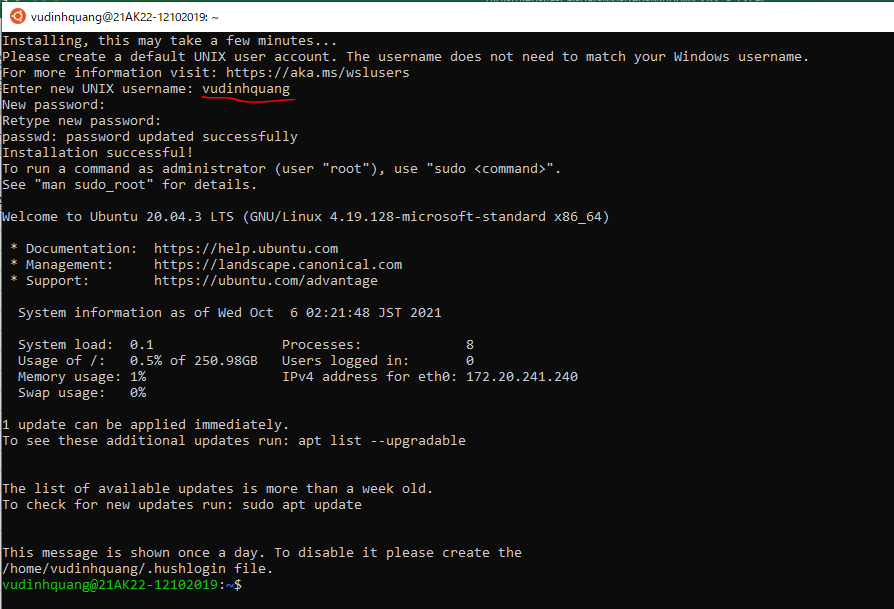 vudinhquang@21AK22-12102019: ~
Installing, this may take a few minutes...
Please create a default UNIX user account. The username does not need to match your Windows username.
For more information visit: https://aka.ms/wslusers
Enter new UNIX username: vudinhquang
New password:
Retype new password:
passwd: password updated successfully
Installation successful!
To run a command as administrator (user "root"), use "sudo <command>".
See "man sudo_root" for details.
Welcome to Ubuntu 20.04.3 LTS (GNU/Linux 4.19.128-microsoft-standard x86_64)
* Documentation:  https://help.ubuntu.com
* Management:     https://landscape.canonical.com
* Support:        https://ubuntu.com/advantage
System information as of Wed Oct  6 02:21:48 JST 2021
System load:  0.1                Processes:             8
Usage of /:   0.5% of 250.98GB   Users logged in:       0
Memory usage: 1%                 IPv4 address for eth0: 172.20.241.240
Swap usage:   0%
1 update can be applied immediately.
To see these additional updates run: apt list --upgradable
The list of available updates is more than a week old.
To check for new updates run: sudo apt update
This message is shown once a day. To disable it please create the
/home/vudinhquang/.hushlogin file.
vudinhquang@21AK22-12102019:~$